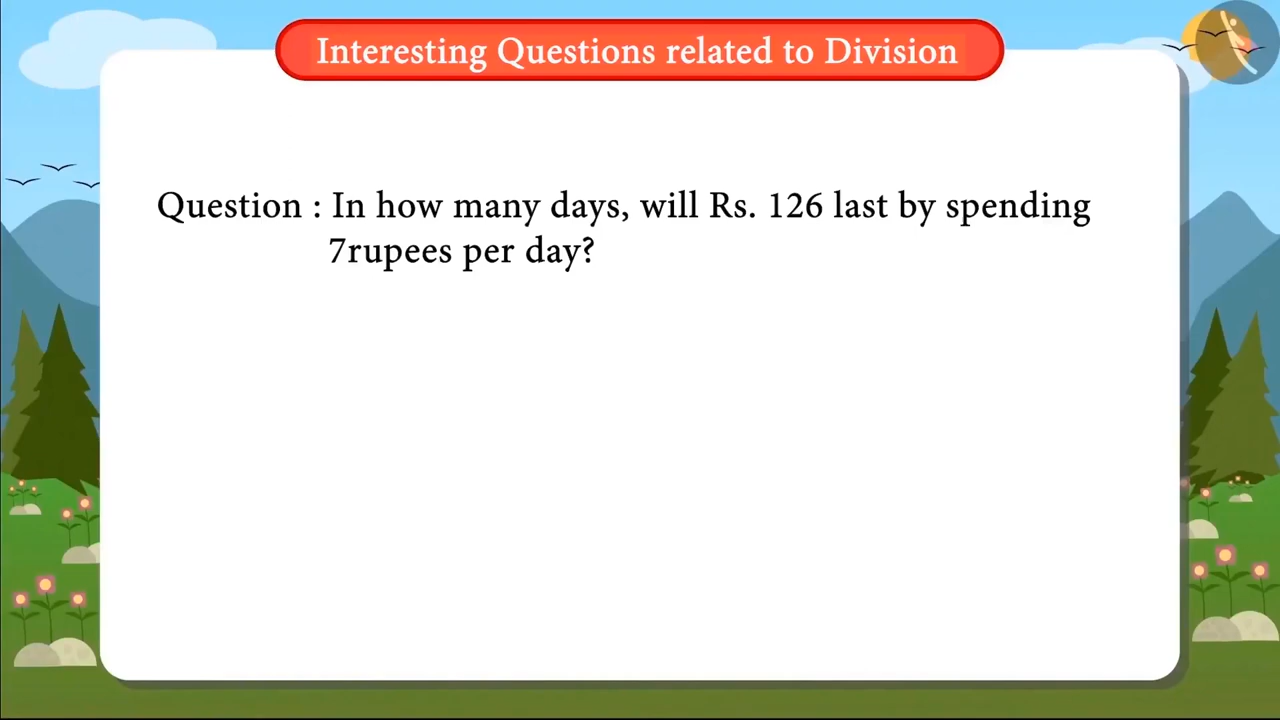 Interesting Questions related to Division
Question : In how many days, will Rs. 126 last by spending
7rupees per day?